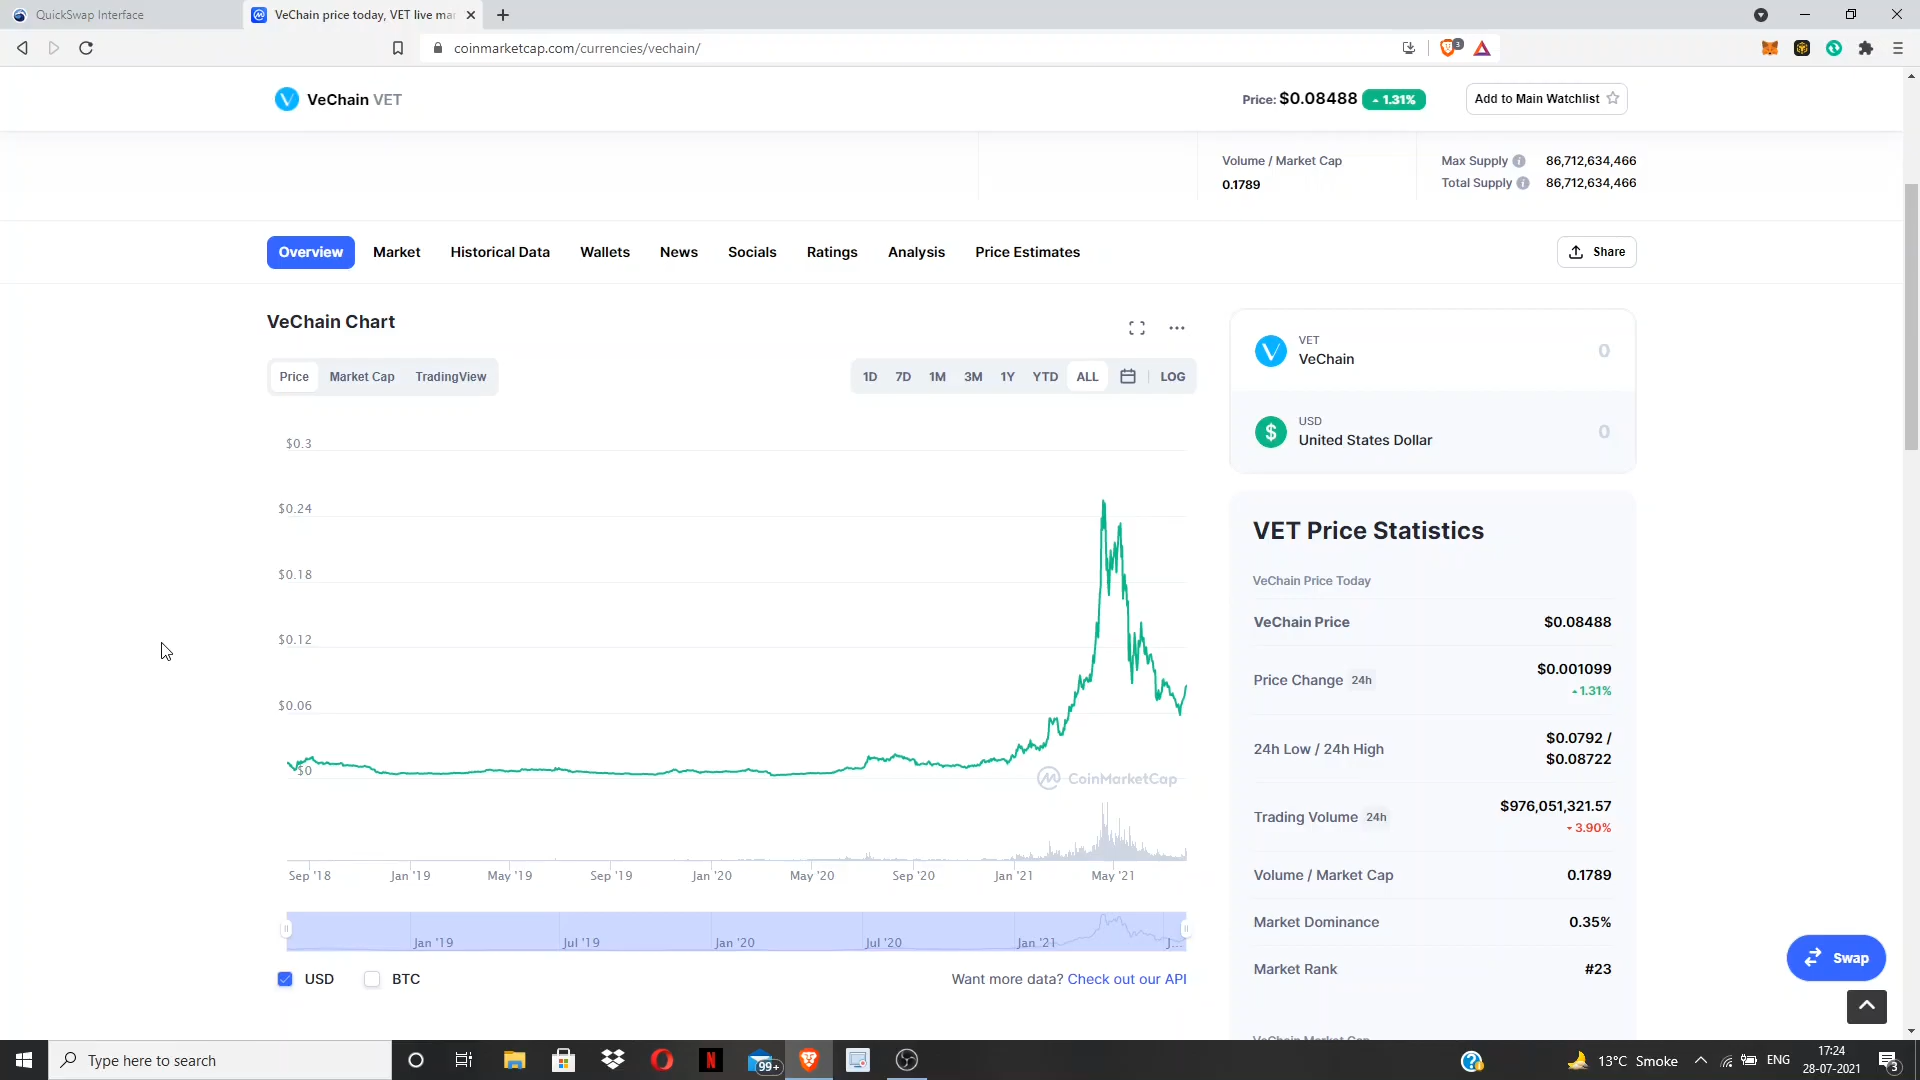 QuickSwap Interface
VeChain price today, VET live mar
coinmarketcap.com/currencies/vechain/
3
VeChain VET
Price: $0.08488 1.31%
Add to Main Watchlist
Volume / Market Cap
0.1789
Max Supply 86,712,634,466
Total Supply 86,712,634,466
Overview Market Historical Data Wallets News Socials Ratings Analysis Price Estimates
Share
VeChain Chart
Price Market Cap TradingView
1D 7D 1M 3M 1Y YTD ALL LOG
VET
VeChain
0
USD
United States Dollar
0
$0.3
$0.24
$0.18
$0.12
$0.06
$0
CoinMarketCap
Sep '18 Jan '19 May '19 Sep '19 Jan '20 May '20 Sep '20 Jan '21 May '21
Jan '19 Jul '19 Jan '20 Jul '20 Jan '21 J...
USD BTC
Want more data? Check out our API
VET Price Statistics
VeChain Price Today
VeChain Price $0.08488
Price Change 24h $0.001099
1.31%
24h Low / 24h High $0.0792 /
$0.08722
Trading Volume 24h $976,051,321.57
3.90%
Volume / Market Cap 0.1789
Market Dominance 0.35%
Market Rank #23
VeChain Market Cap
Swap
Type here to search
99+
13°C Smoke
ENG
17:24
28-07-2021
3